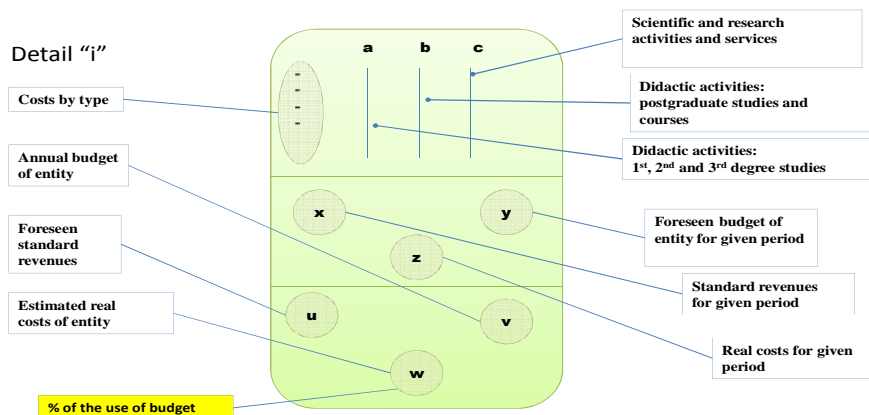 Detail “i”
Costs by type
Annual budget
of entity
Foreseen
standard
revenues
Estimated real
costs of entity
% of the use of budget
a
b
c
x
y
z
u
v
w
Scientific and research
activities and services
Didactic activities:
postgraduate studies and
courses
Didactic activities:
1st, 2nd and 3rd degree studies
Foreseen budget of
entity for given period
Standard revenues
for given period
Real costs for given
period